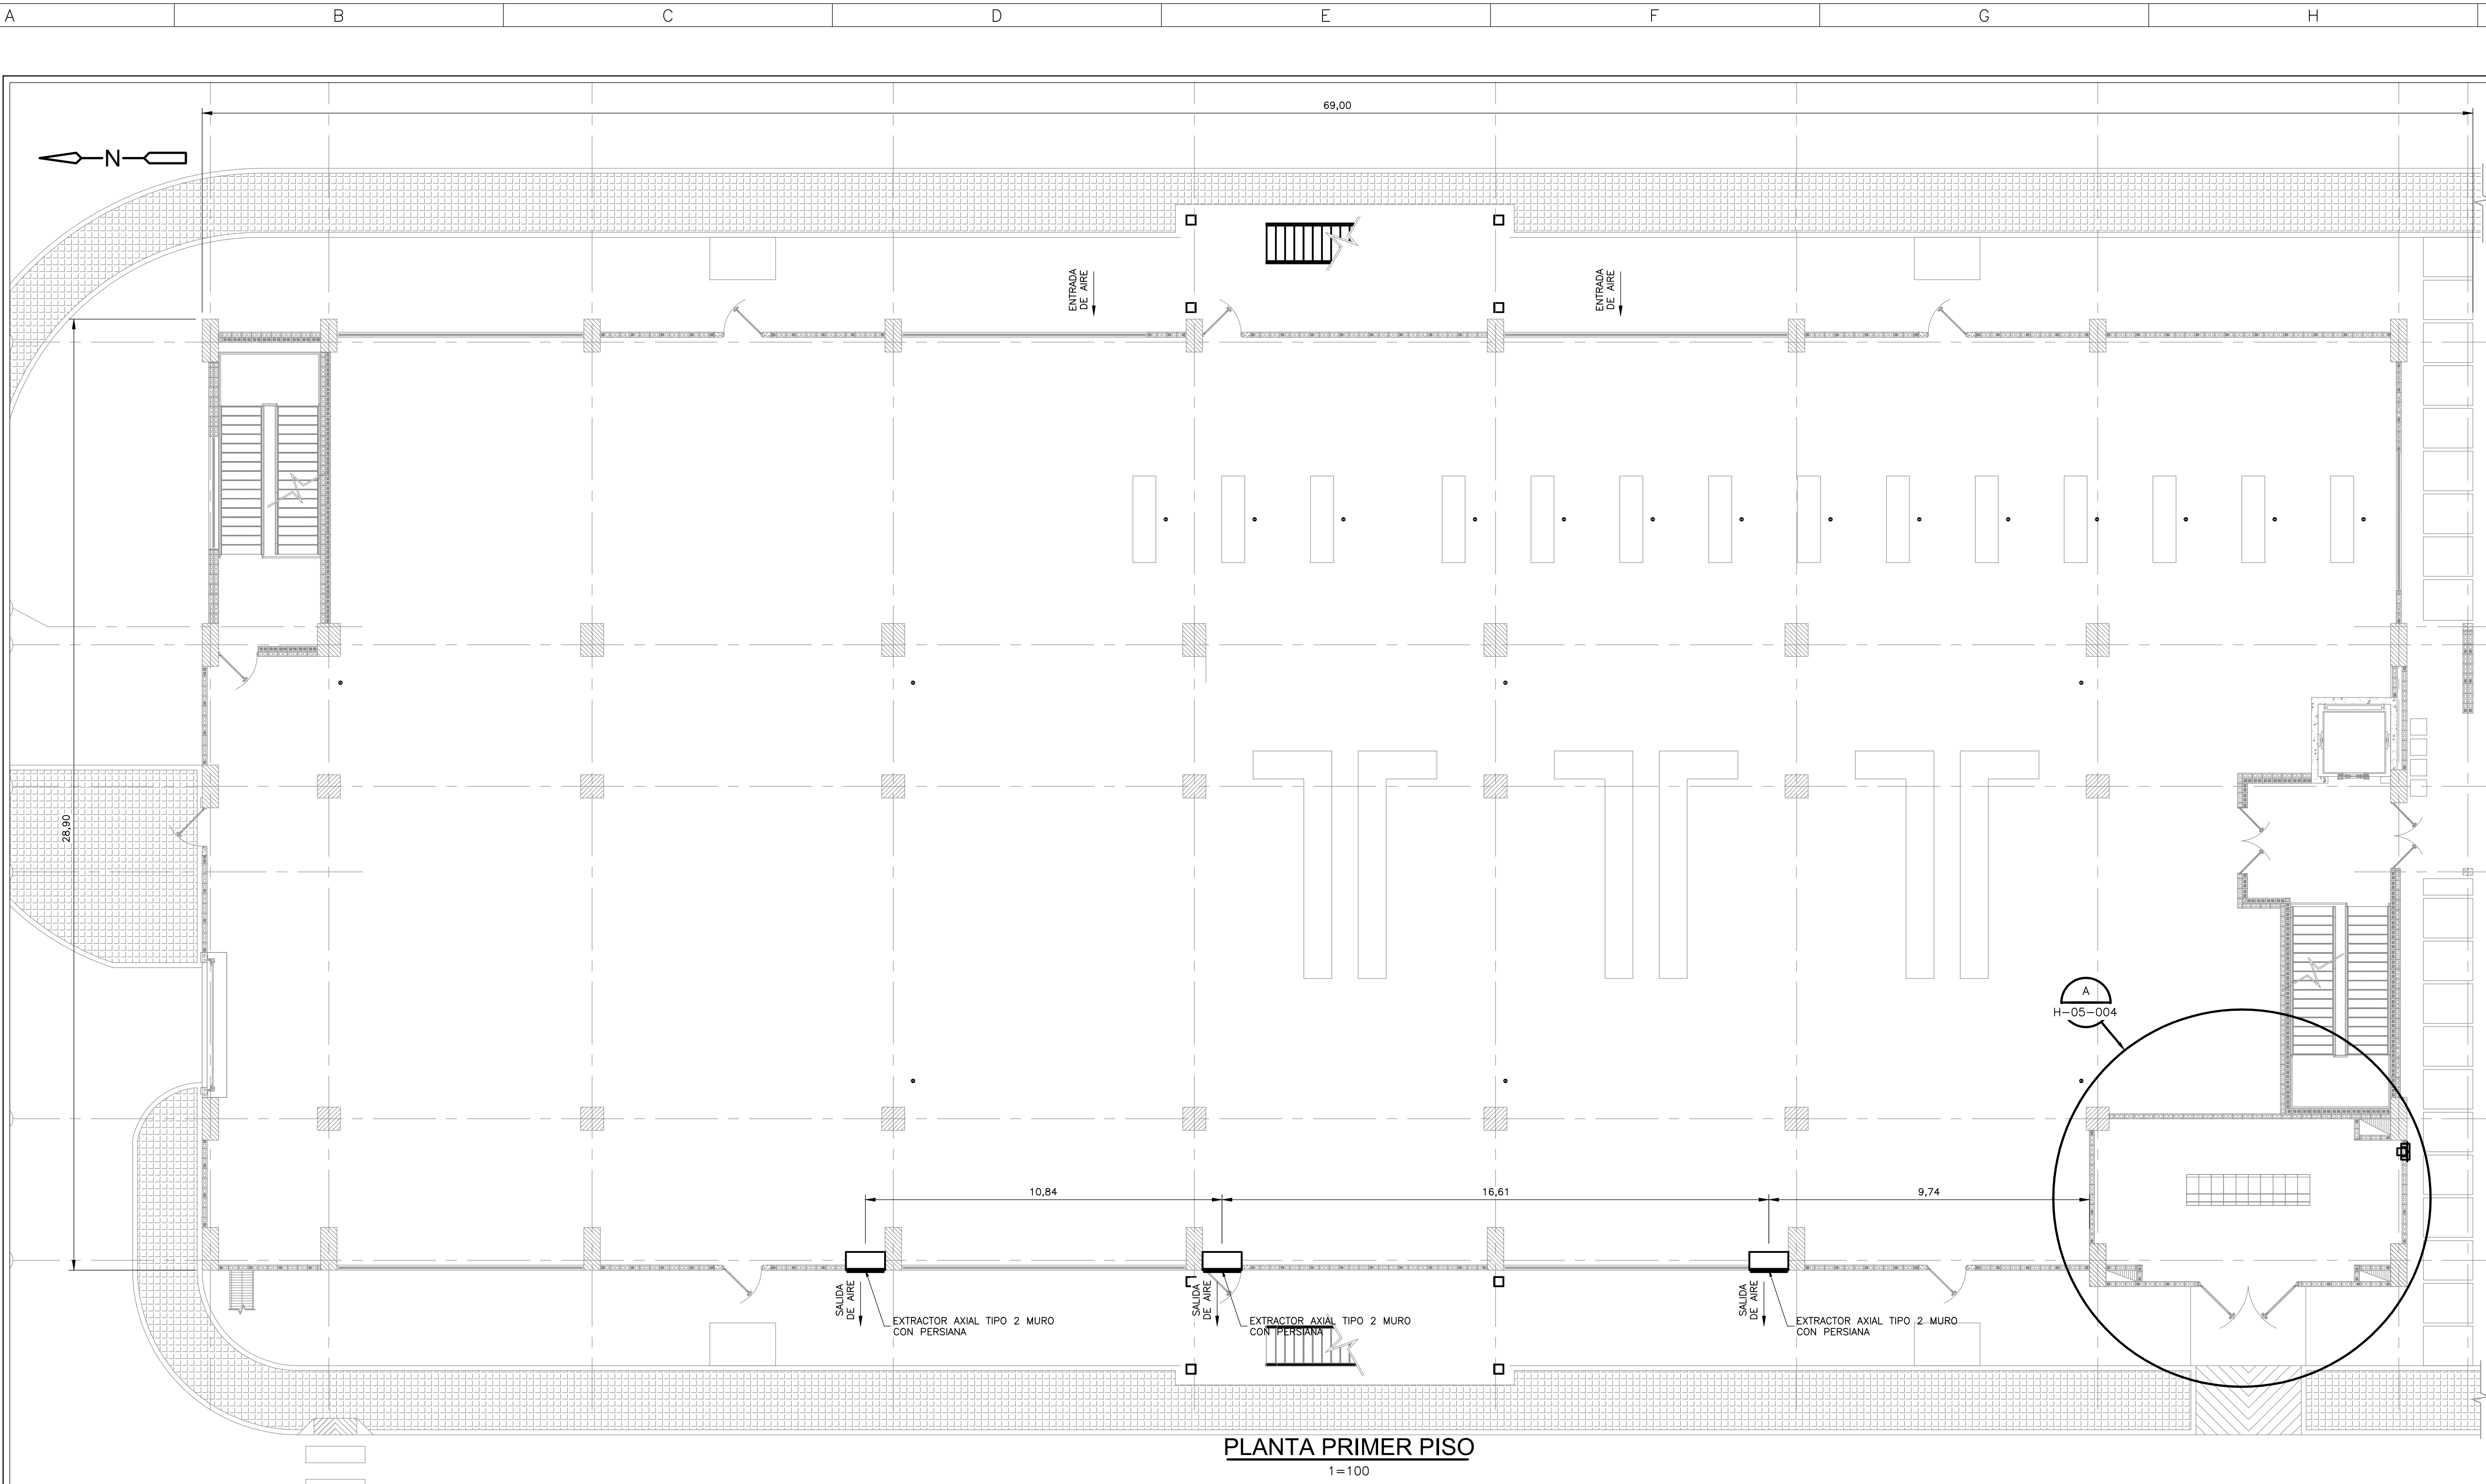 A
B
C
D
E
F
G
H
69,00
N
ENTRADA
DE AIRE
ENTRADA
DE AIRE
28,90
A
H-05-004
10,84
16,61
9,74
SALIDA
DE AIRE
EXTRACTOR AXIAL TIPO 2 MURO
CON PERSIANA
SALIDA
DE AIRE
EXTRACTOR AXIAL TIPO 2 MURO
CON PERSIANA
SALIDA
DE AIRE
EXTRACTOR AXIAL TIPO 2 MURO
CON PERSIANA
PLANTA PRIMER PISO
1=100